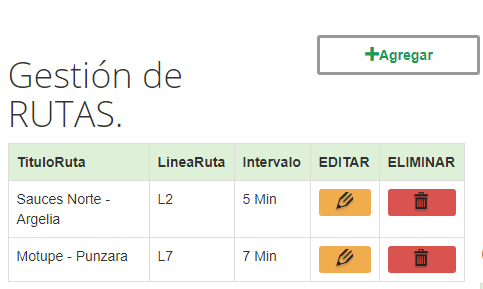 Agregar
Gestión de
RUTAS.
TituloRuta LineaRuta Intervalo EDITAR ELIMINAR
Sauces Norte - L2 5 Min
Argelia
Motupe - Punzara L7 7 Min